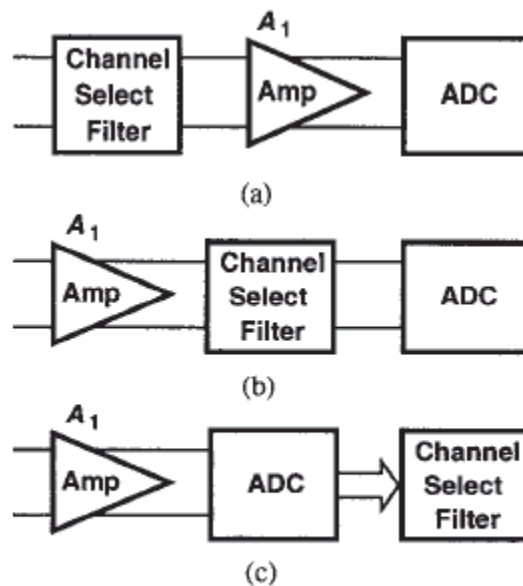 A1
Channel
Select
Filter
Amp
ADC
(a)
A1
Amp
Channel
Select
Filter
ADC
(b)
A1
Amp
ADC
Channel
Select
Filter
(c)